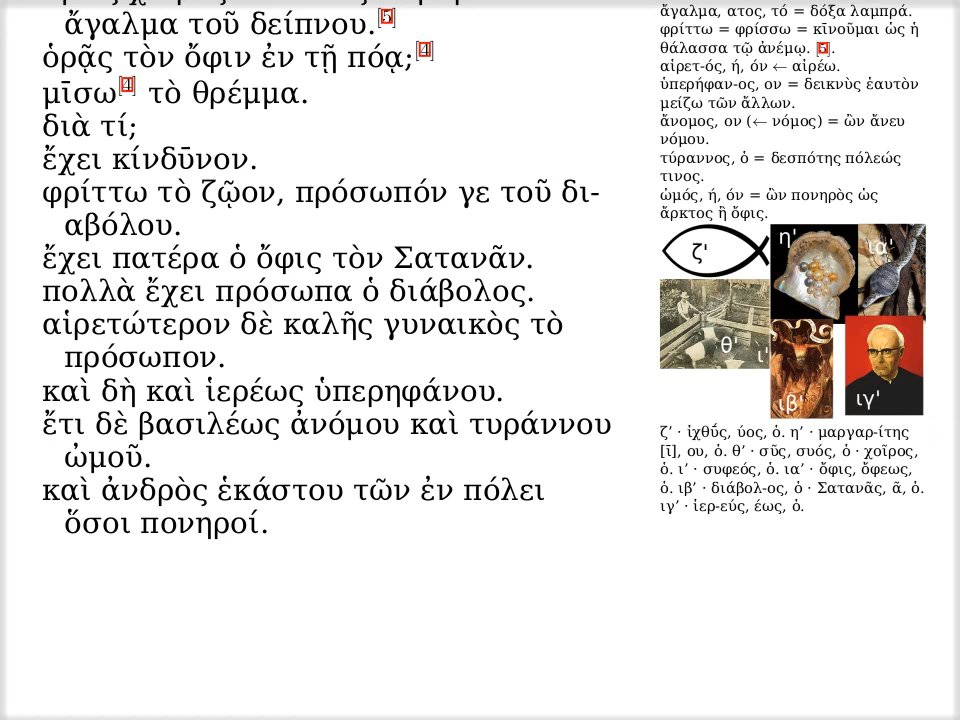 ἄγαλμα τοῦ δείπνου.[5]
ὁρᾷς τὸν ὄφιν ἐν τῇ πόᾳ;[4]
μῑσω[4] τὸ θρέμμα.
διὰ τί;
ἔχει κίνδῡνον.
φρίττω τὸ ζῷον, πρόσωπόν γε τοῦ δι-
αβόλου.
ἔχει πατέρα ὁ ὄφις τὸν Σατανᾶν.
πολλὰ ἔχει πρόσωπα ὁ διάβολος.
αἱρετώτερον δὲ καλῆς γυναικὸς τὸ
πρόσωπον.
καὶ δὴ καὶ ἱερέως ὑπερηφάνου.
ἔτι δὲ βασιλέως ἀνόμου καὶ τυράννου
ὠμοῦ.
καὶ ἀνδρὸς ἑκάστου τῶν ἐν πόλει
ὅσοι πονηροί.
ἄγαλμα, ατος, τό = δόξα λαμπρά.
φρίττω = φρίσσω = κῑνοῦμαι ὡς ἡ
θάλασσα τῷ ἀνέμῳ. [5].
αἱρετ-ός, ή, όν ← αἱρέω.
ὑπερήφαν-ος, ον = δεικνὺς ἑαυτὸν
μείζω τῶν ἄλλων.
ἄνομος, ον (← νόμος) = ὢν ἄνευ
νόμου.
τύραννος, ὁ = δεσπότης πόλεώς
τινος.
ὠμός, ή, όν = ὢν πονηρὸς ὡς
ἄρκτος ἢ ὄφις.
ζ'
η'
ια'
θ'
ι'
ιβ'
ιγ'
ζ’ · ἰχθῡ́ς, ύος, ὁ. η’ · μαργαρ-ίτης
[ῑ], ου, ὁ. θ’ · σῦς, συός, ὁ · χοῖρος,
ὁ. ι’ · συφεός, ὁ. ια’ · ὄφις, ὄφεως,
ὁ. ιβ’ · διάβολ-ος, ὁ · Σατανᾶς, ᾶ, ὁ.
ιγ’ · ἱερ-εύς, έως, ὁ.